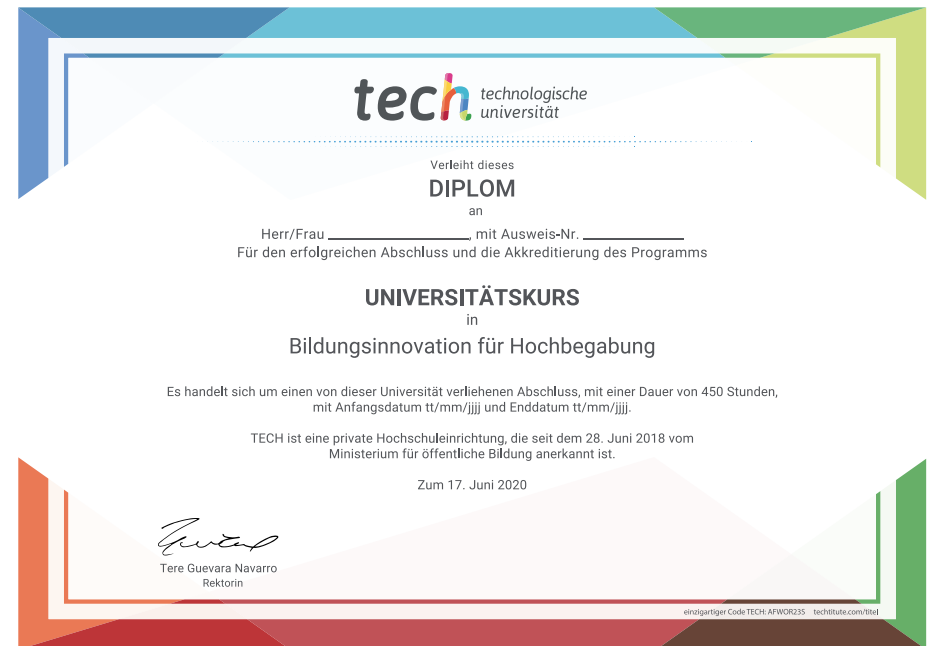 tech technologische
universität
Verleiht dieses
DIPLOM
an
Herr/Frau ____________________, mit Ausweis-Nr. ______________
Für den erfolgreichen Abschluss und die Akkreditierung des Programms
UNIVERSITÄTSKURS
in
Bildungsinnovation für Hochbegabung
Es handelt sich um einen von dieser Universität verliehenen Abschluss, mit einer Dauer von 450 Stunden,
mit Anfangsdatum tt/mm/jjjj und Enddatum tt/mm/jjjj.
TECH ist eine private Hochschuleinrichtung, die seit dem 28. Juni 2018 vom
Ministerium für öffentliche Bildung anerkannt ist.
Zum 17. Juni 2020
Tere Guevara Navarro
Rektorin
einzigartiger Code TECH: AFWOR235 techtitute.com/titel